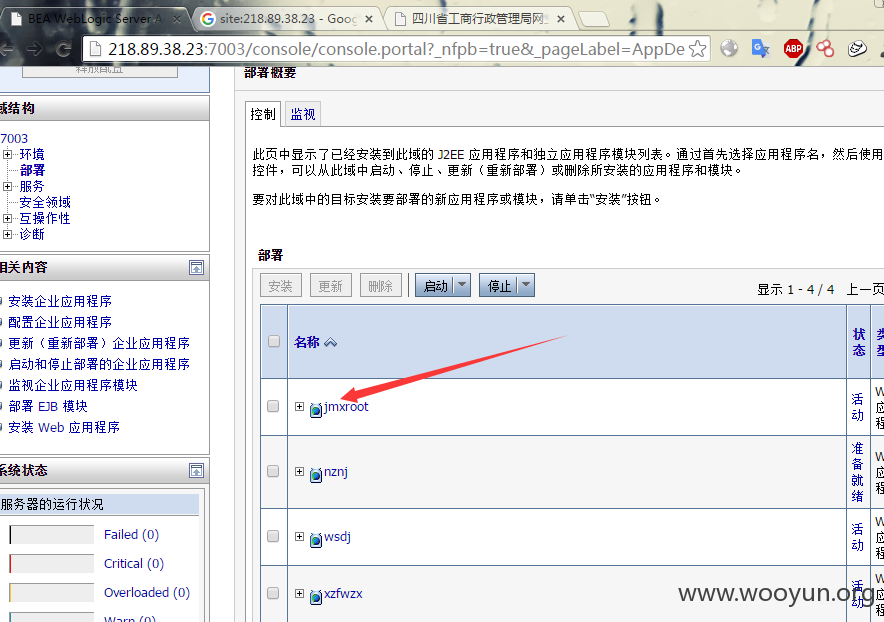 BEA WebLogic Server A
site:218.89.38.23 - Goog
四川省工商行政管理局网
218.89.38.23:7003/console/console.portal?_nfpb=true&_pageLabel=AppDe
ABP
释放配置
域结构
7003
环境
部署
服务
安全领域
互操作性
诊断
相关内容
安装企业应用程序
配置企业应用程序
更新（重新部署）企业应用程序
启动和停止部署的企业应用程序
监视企业应用程序模块
部署 EJB 模块
安装 Web 应用程序
系统状态
服务器的运行状况
Failed (0)
Critical (0)
Overloaded (0)
Warn (0)
部署概要
控制 监视
此页中显示了已经安装到此域的 J2EE 应用程序和独立应用程序模块列表。通过首先选择应用程序名，然后使用
控件，可以从此域中启动、停止、更新（重新部署）或删除所安装的应用程序和模块。
要对此域中的目标安装要部署的新应用程序或模块，请单击“安装”按钮。
部署
安装 更新 删除 启动 停止 显示 1 - 4 / 4 上一页
名称 状态 类型
jmxroot 活动
nznj 准备就绪
wsdj 活动
xzfwzx 活动
www.wooyun.org